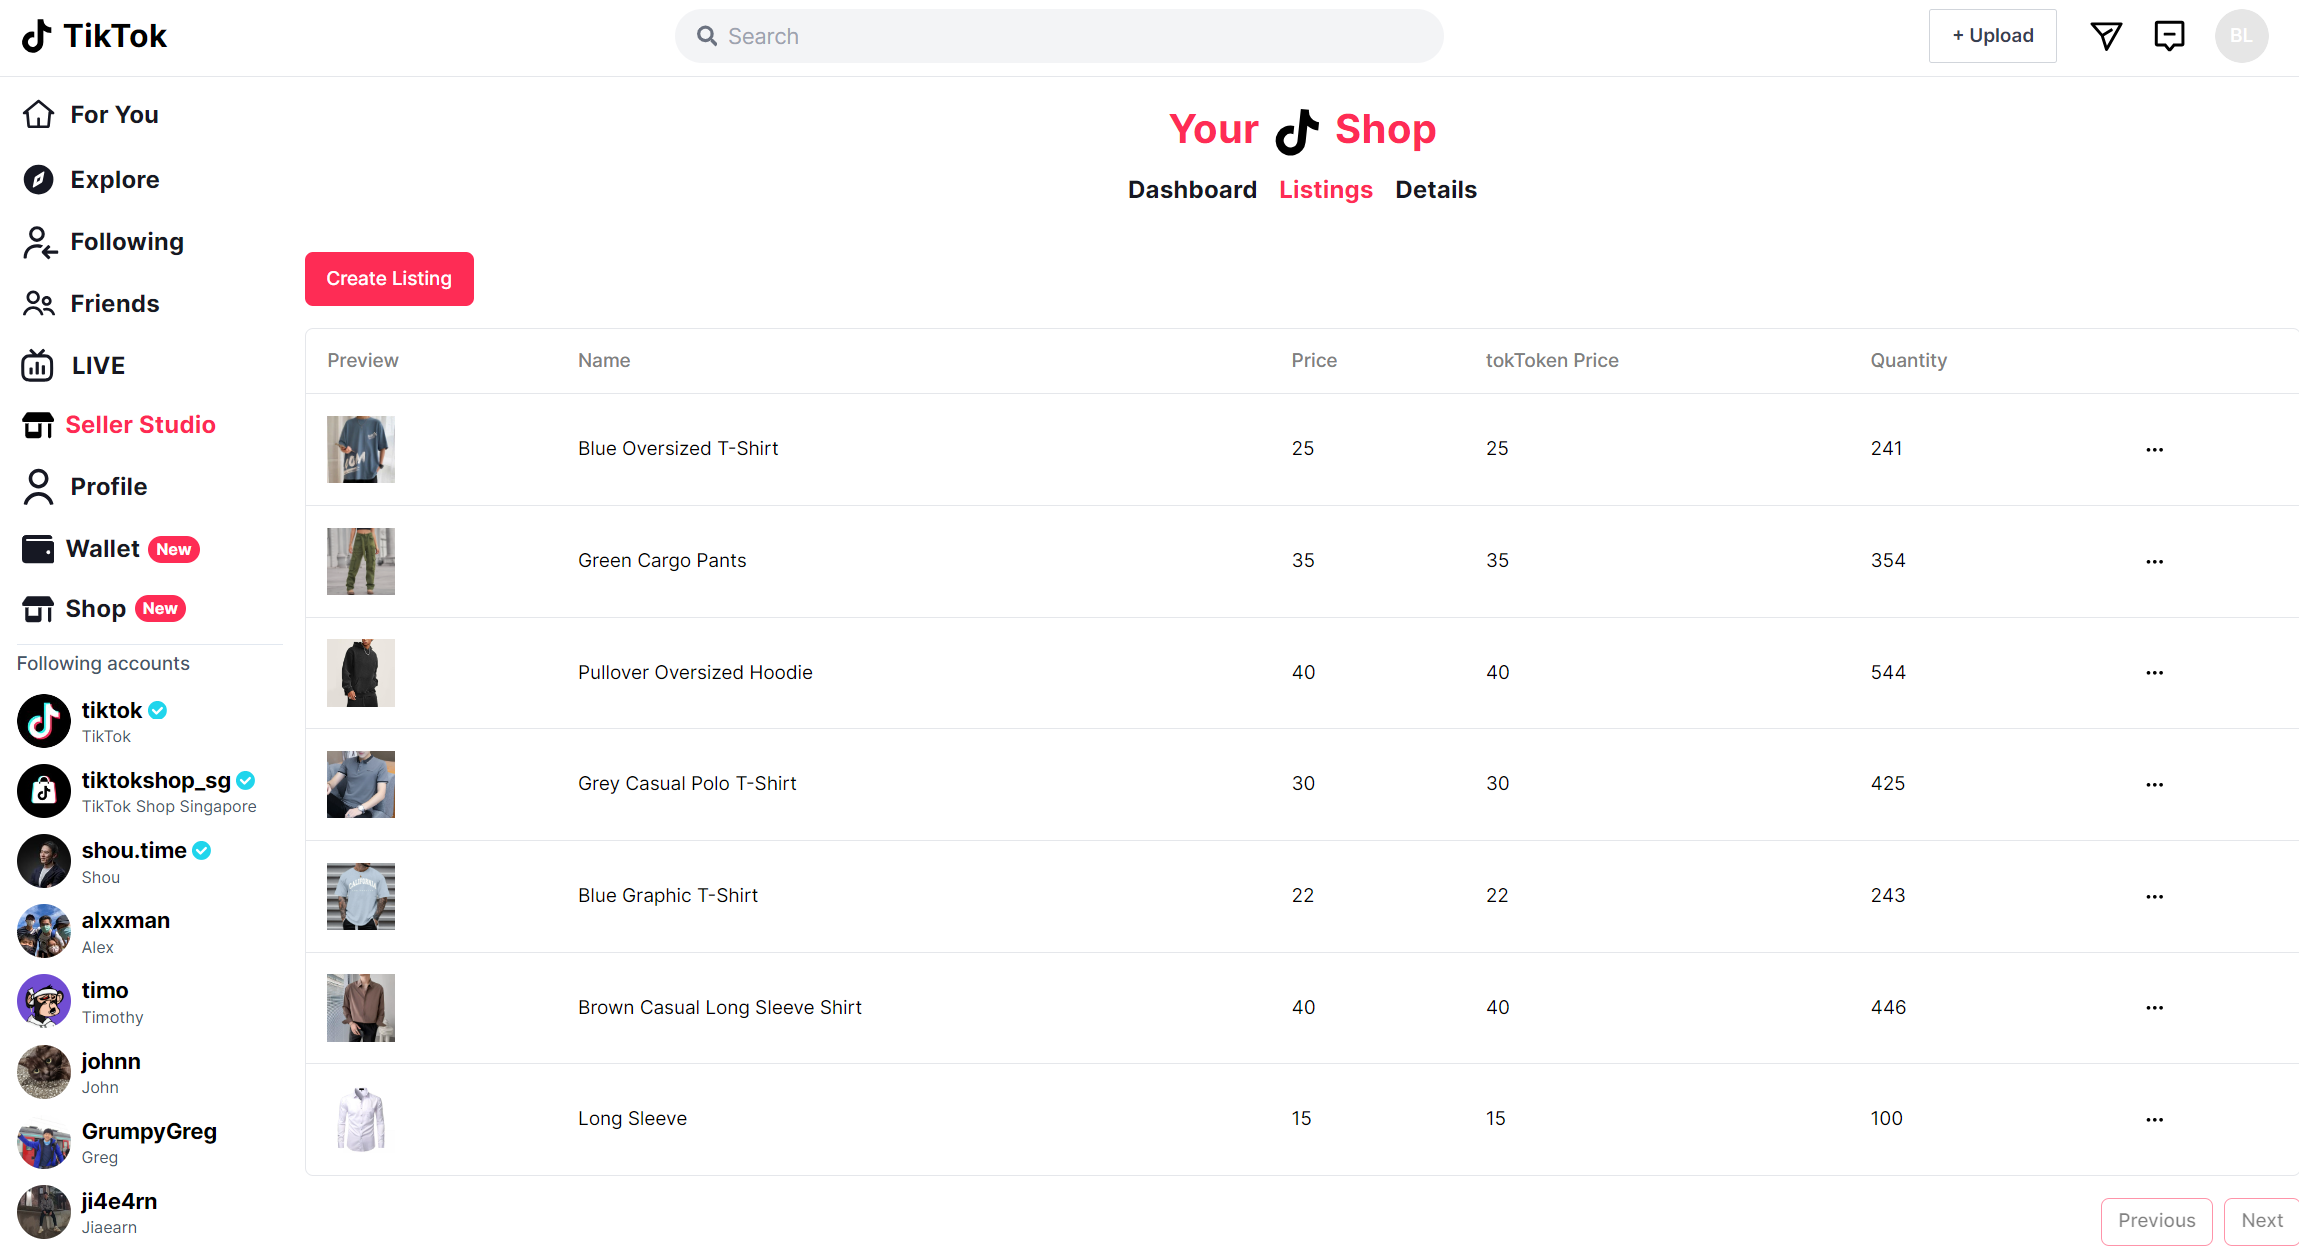 TikTok
Search
+ Upload
BL
For You
Explore
Following
Friends
LIVE
Seller Studio
Profile
Wallet New
Shop New
Following accounts
tiktok
TikTok
tiktokshop_sg
TikTok Shop Singapore
shou.time
Shou
alxxman
Alex
timo
Timothy
johnn
John
GrumpyGreg
Greg
ji4e4rn
Jiaearn
Your Shop
Dashboard Listings Details
Create Listing
Preview Name Price tokToken Price Quantity
Blue Oversized T-Shirt 25 25 241
Green Cargo Pants 35 35 354
Pullover Oversized Hoodie 40 40 544
Grey Casual Polo T-Shirt 30 30 425
CALIFORNIA
Blue Graphic T-Shirt 22 22 243
Brown Casual Long Sleeve Shirt 40 40 446
Long Sleeve 15 15 100
Previous Next